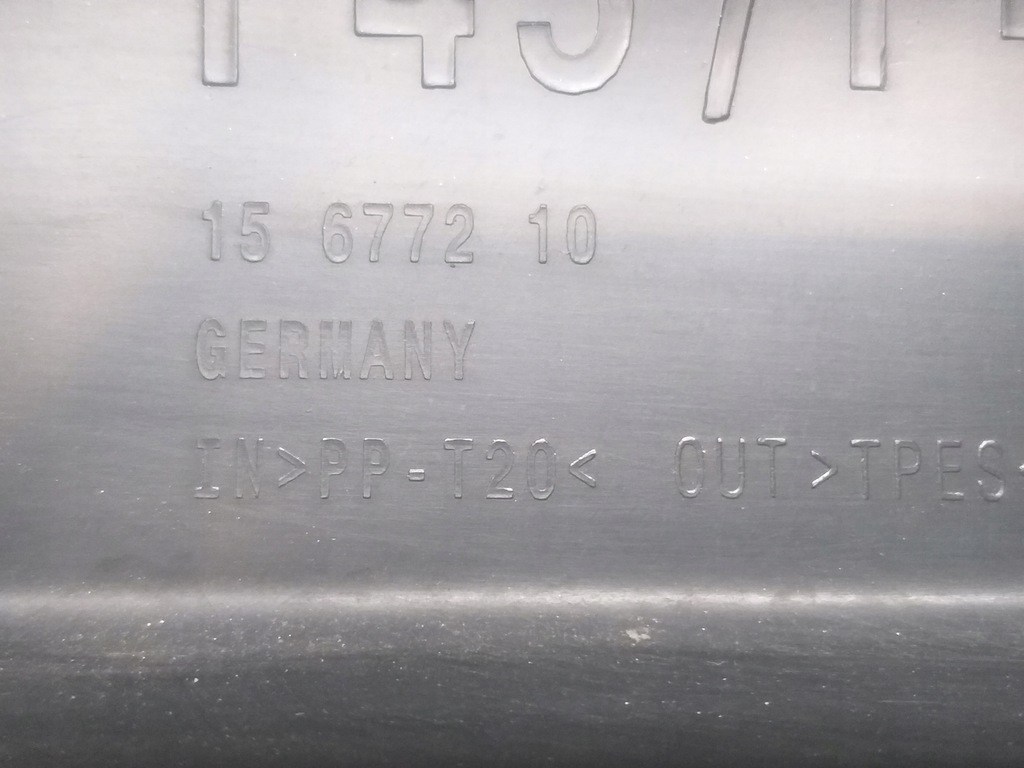 15 6772 10
GERMANY
IN>PP-T20< OUT>TPES<